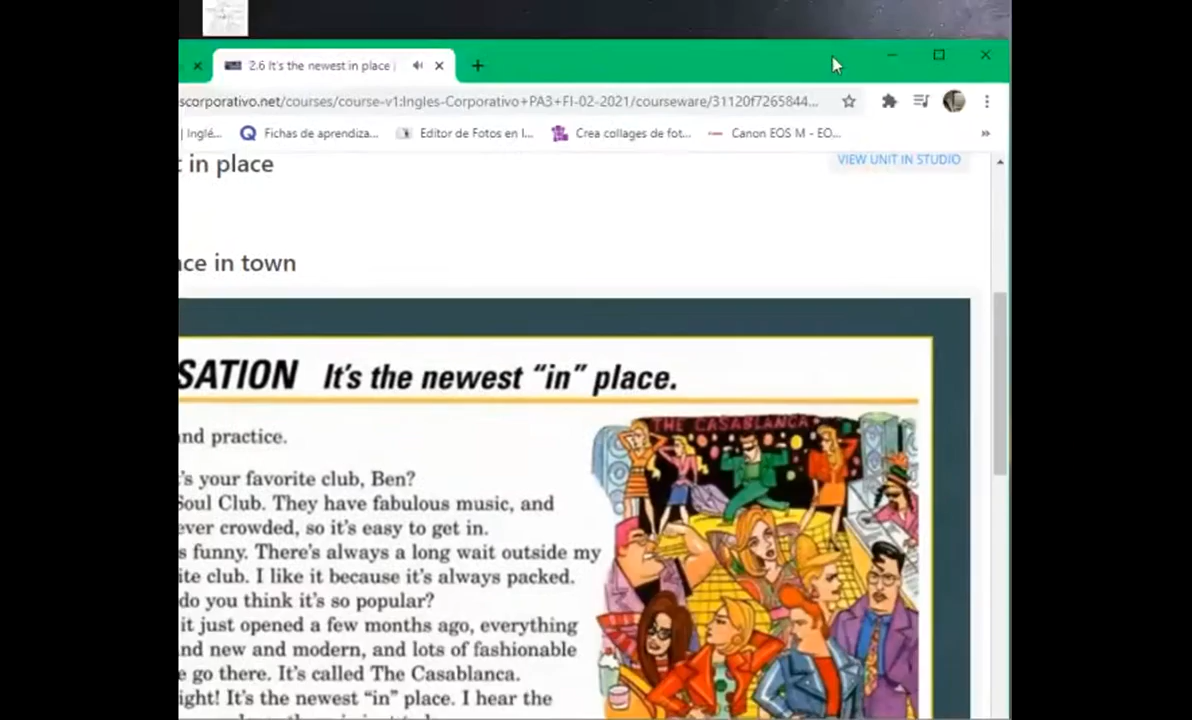 2.6 It's the newest in place |
scorporativo.net/courses/course-v1:Ingles-Corporativo+PA3+FI-02-2021/courseware/31120f7265844...
| Inglé...
Fichas de aprendiza...
Editor de Fotos en l...
Crea collages de fot...
Canon EOS M - EO...
»
t in place
VIEW UNIT IN STUDIO
ce in town
SATION It's the newest “in” place.
nd practice.
's your favorite club, Ben?
Soul Club. They have fabulous music, and
ever crowded, so it's easy to get in.
s funny. There's always a long wait outside my
ite club. I like it because it's always packed.
do you think it's so popular?
it just opened a few months ago, everything
nd new and modern, and lots of fashionable
e go there. It's called The Casablanca.
ight! It's the newest “in” place. I hear the
THE CASABLANCA